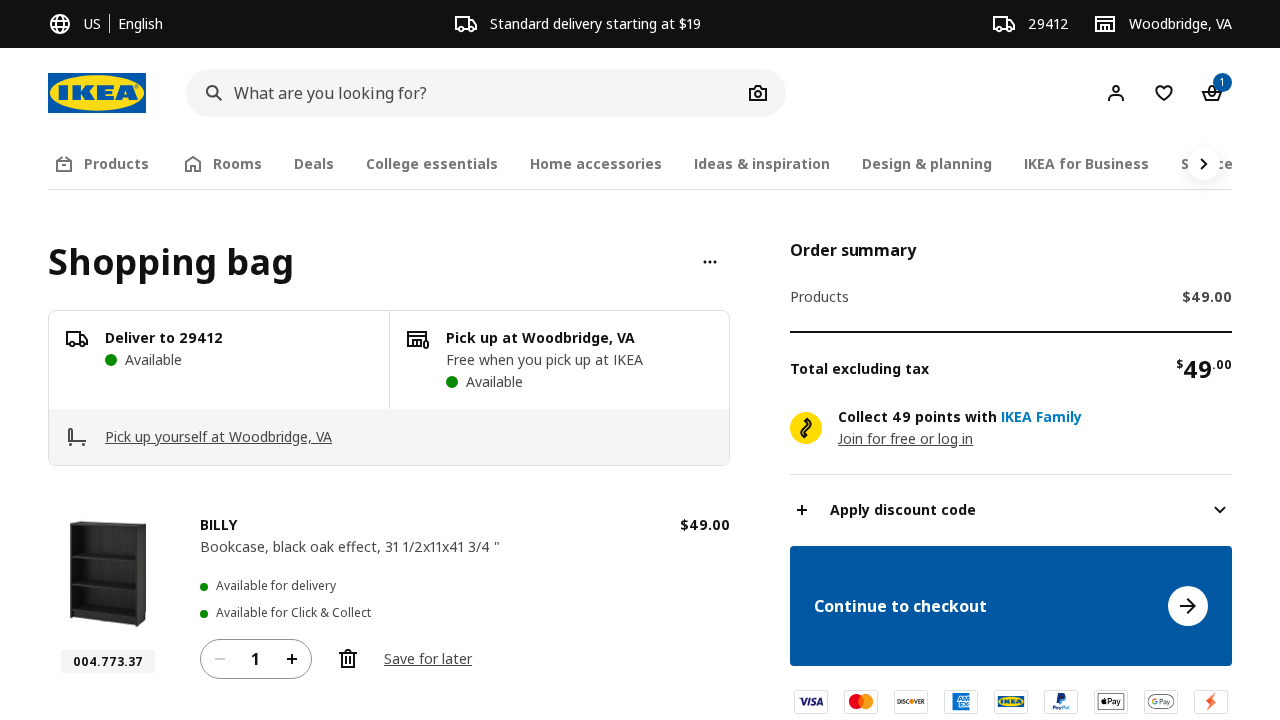 US English
Standard delivery starting at $19
29412
Woodbridge, VA
IKEA
What are you looking for?
1
Products
Rooms
Deals
College essentials
Home accessories
Ideas & inspiration
Design & planning
IKEA for Business
Shopping bag
Deliver to 29412
Available
Pick up at Woodbridge, VA
Free when you pick up at IKEA
Available
Pick up yourself at Woodbridge, VA
BILLY
$49.00
Bookcase, black oak effect, 31 1/2x11x41 3/4 "
Available for delivery
Available for Click & Collect
004.773.37
1
Save for later
Order summary
Products $49.00
Total excluding tax $49.00
Collect 49 points with IKEA Family
Join for free or log in
Apply discount code
Continue to checkout
VISA
mastercard
DISCOVER
AM EX
IKEA
PayPal
Pay
G Pay